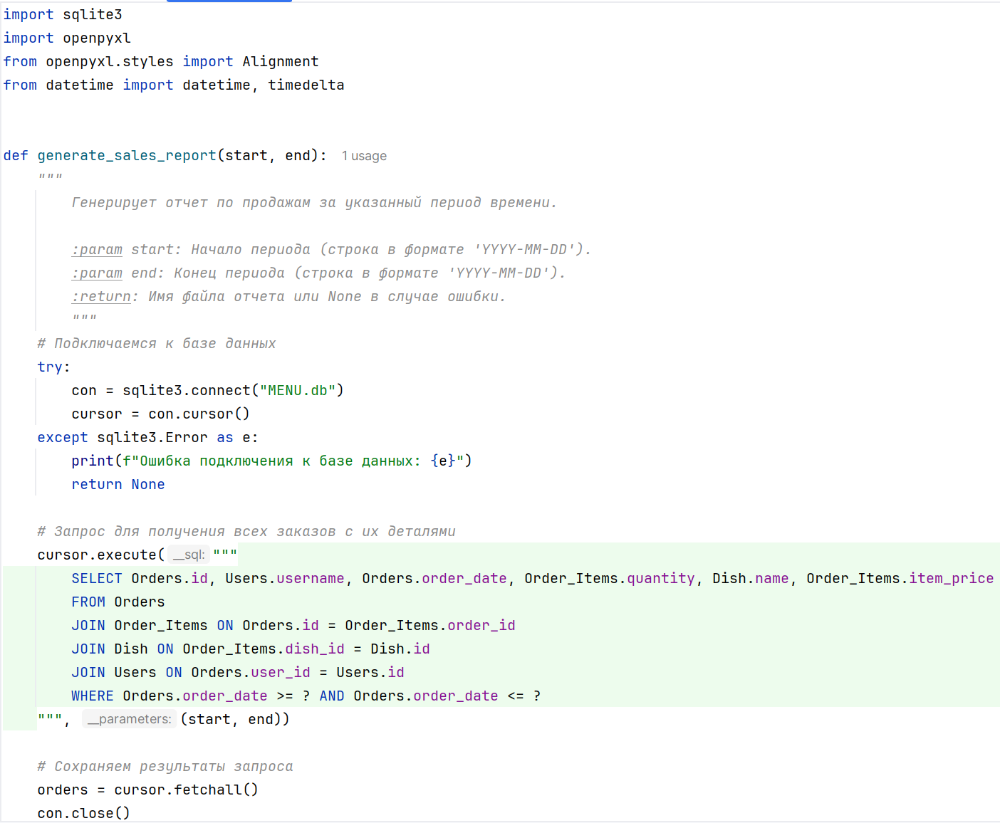 import sqlite3
import openpyxl
from openpyxl.styles import Alignment
from datetime import datetime, timedelta
def generate_sales_report(start, end): 1 usage
"""
Генерирует отчет по продажам за указанный период времени.
:param start: Начало периода (строка в формате 'YYYY-MM-DD').
:param end: Конец периода (строка в формате 'YYYY-MM-DD').
:return: Имя файла отчета или None в случае ошибки.
"""
# Подключаемся к базе данных
try:
con = sqlite3.connect("MENU.db")
cursor = con.cursor()
except sqlite3.Error as e:
print(f"Ошибка подключения к базе данных: {e}")
return None
# Запрос для получения всех заказов с их деталями
cursor.execute( __sql: """
SELECT Orders.id, Users.username, Orders.order_date, Order_Items.quantity, Dish.name, Order_Items.item_price
FROM Orders
JOIN Order_Items ON Orders.id = Order_Items.order_id
JOIN Dish ON Order_Items.dish_id = Dish.id
JOIN Users ON Orders.user_id = Users.id
WHERE Orders.order_date >= ? AND Orders.order_date <= ?
""", __parameters: (start, end))
# Сохраняем результаты запроса
orders = cursor.fetchall()
con.close()